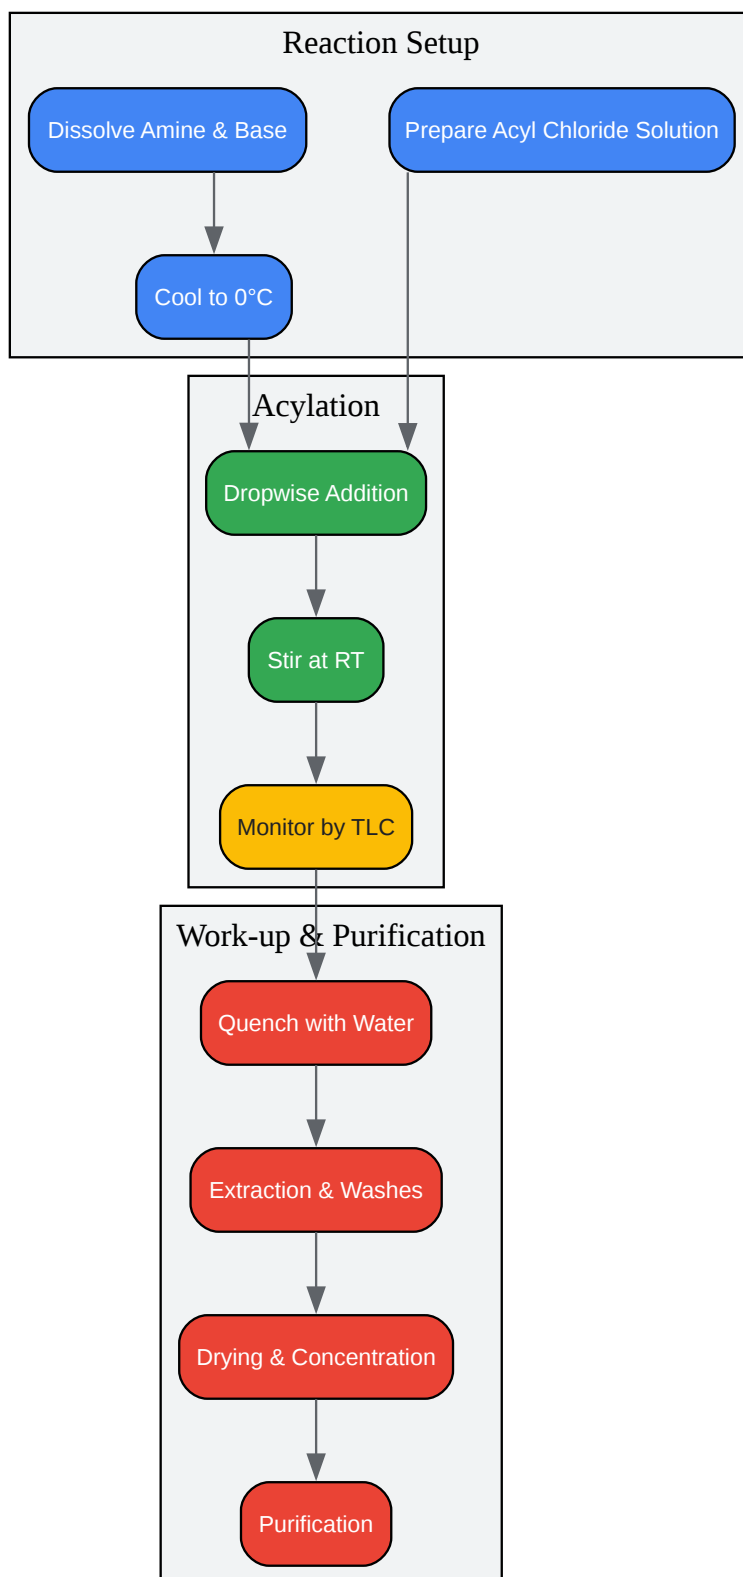 Reaction Setup
Dissolve Amine & Base
Prepare Acyl Chloride Solution
Cool to 0°C
Acylation
Dropwise Addition
Stir at RT
Monitor by TLC
Work-up & Purification
Quench with Water
Extraction & Washes
Drying & Concentration
Purification